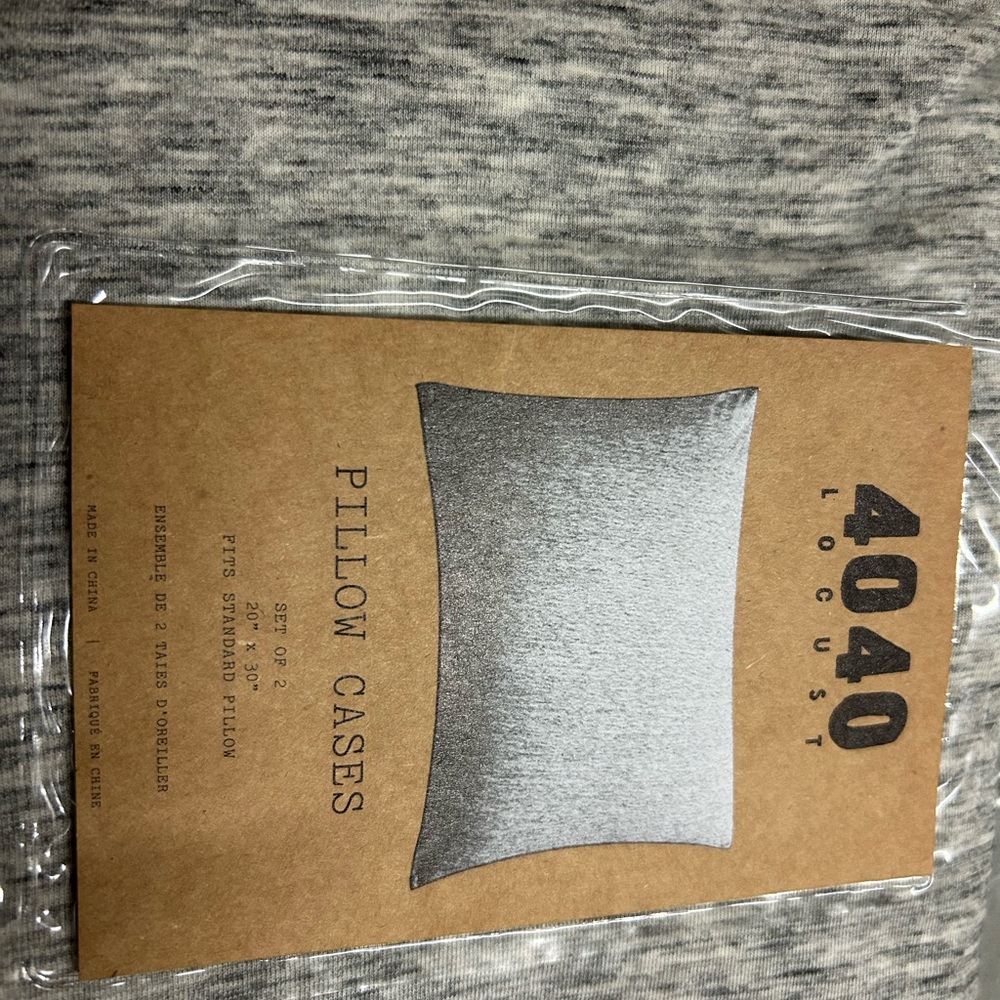 4040
LOCUST
PILLOW CASES
SET OF 2
20" x 30"
FITS STANDARD PILLOW
ENSEMBLE DE 2 TAIES D'OREILLER
MADE IN CHINA | FABRIQUÉ EN CHINE